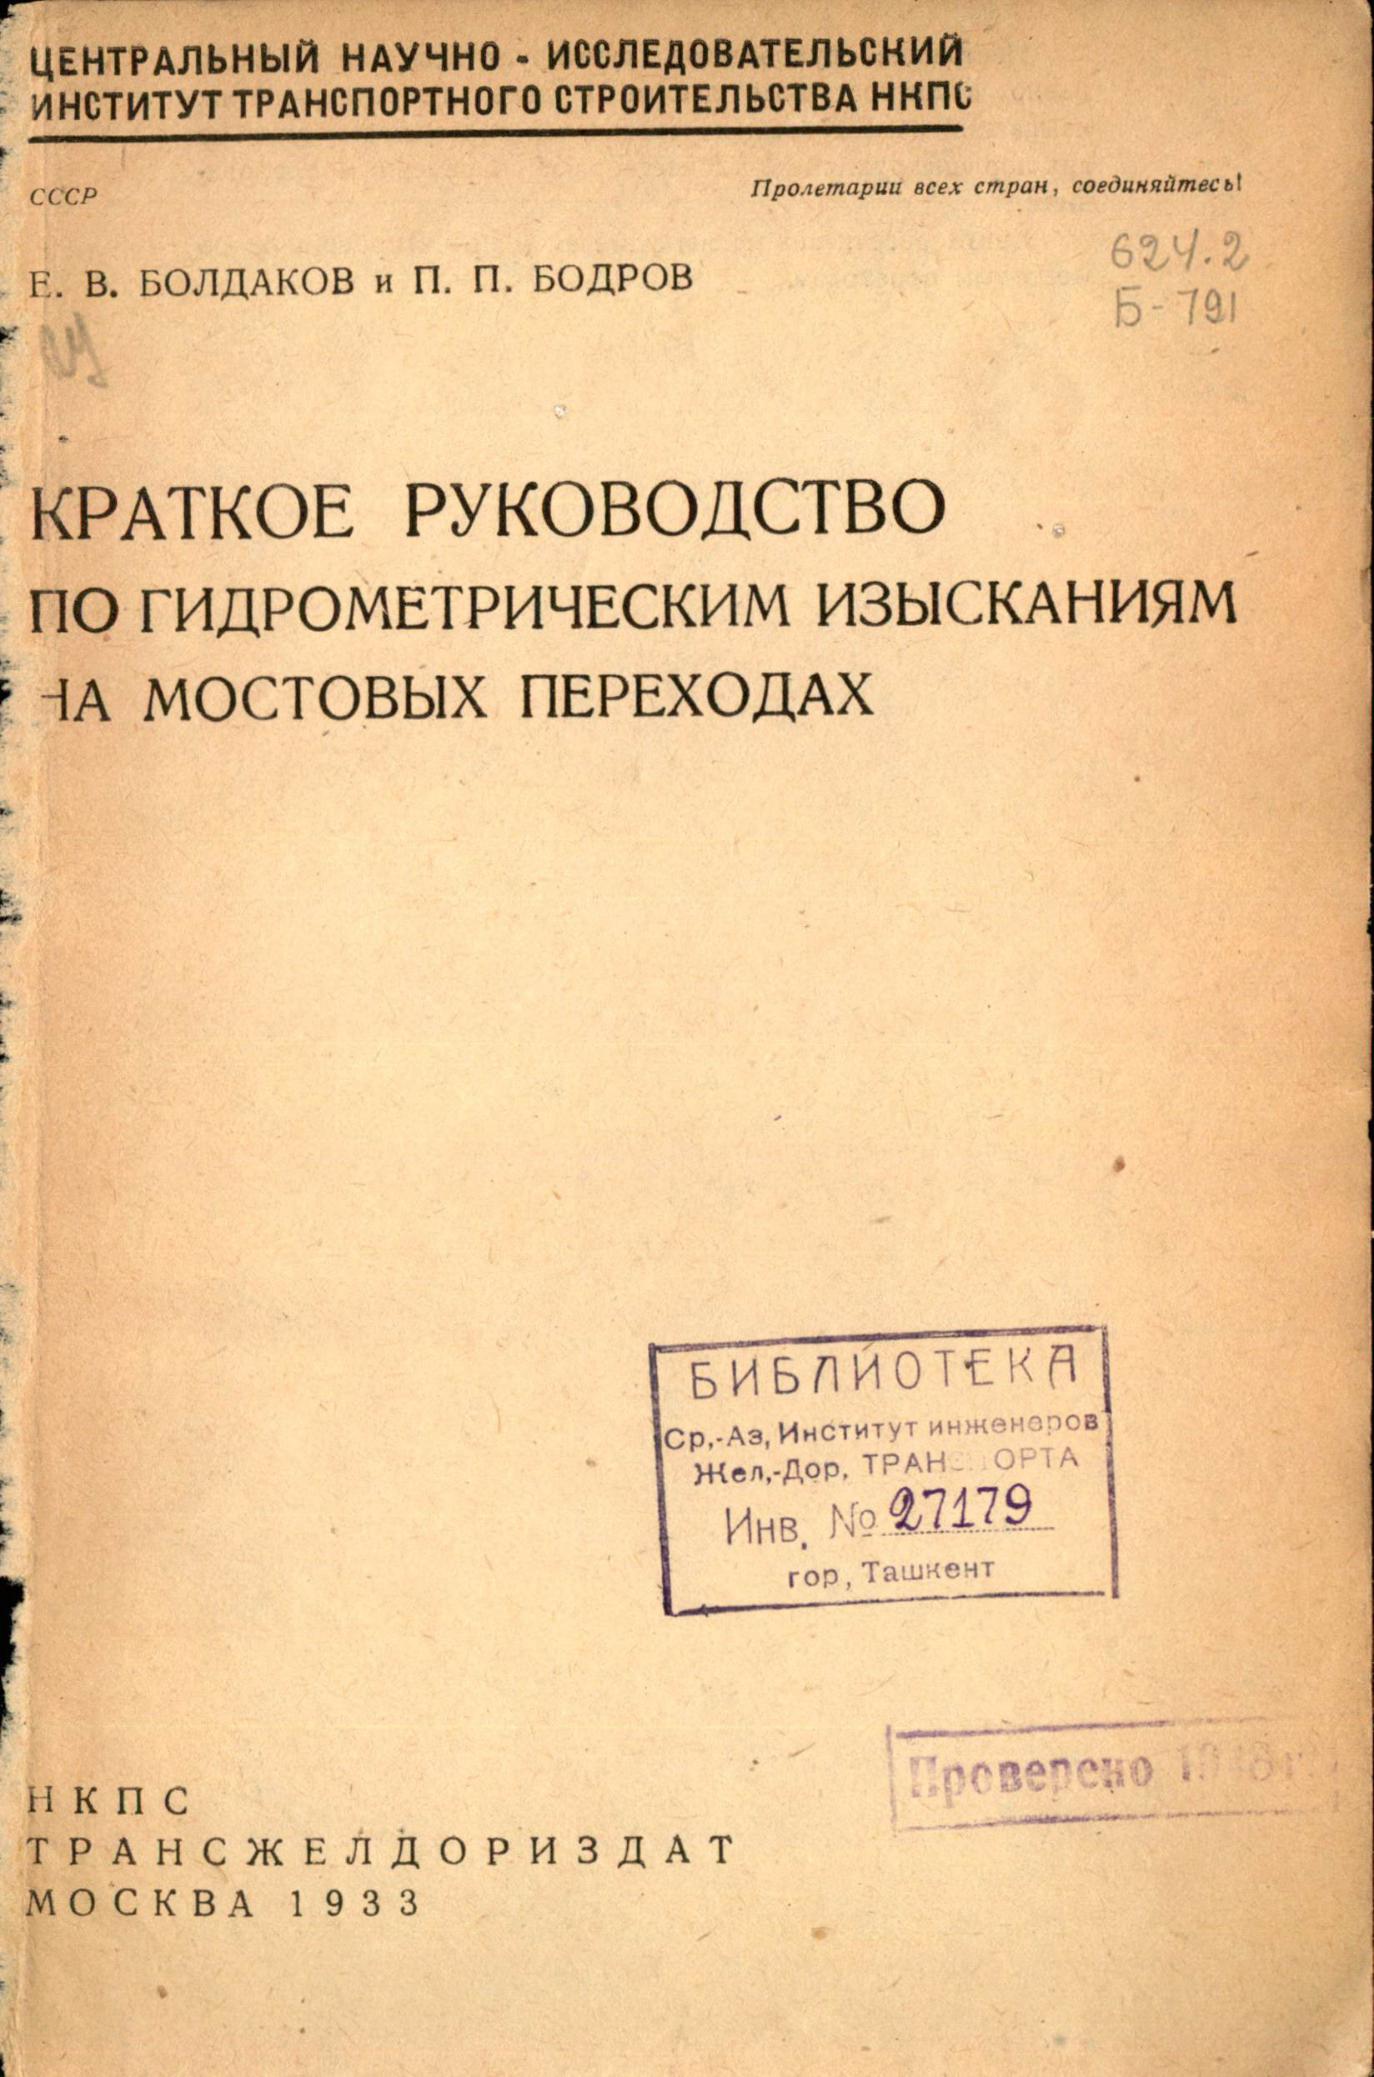 ЦЕНТРАЛЬНЫЙ НАУЧНО - ИССЛЕДОВАТЕЛЬСКИЙ
ИНСТИТУТ ТРАНСПОРТНОГО СТРОИТЕЛЬСТВА НКПС
СССР
Пролетарии всех стран, соединяйтесь!
624.2
Б-791
Е. В. БОЛДАКОВ и П. П. БОДРОВ
КРАТКОЕ РУКОВОДСТВО
ПО ГИДРОМЕТРИЧЕСКИМ ИЗЫСКАНИЯМ
НА МОСТОВЫХ ПЕРЕХОДАХ
БИБЛИОТЕКА
Ср,-Аз, Институт инженеров
Жел,-Дор, ТРАНСПОРТА
Инв. № 27179
гор, Ташкент
Проверено
НКПС
ТРАНСЖЕЛДОРИЗДАТ
МОСКВА 1933